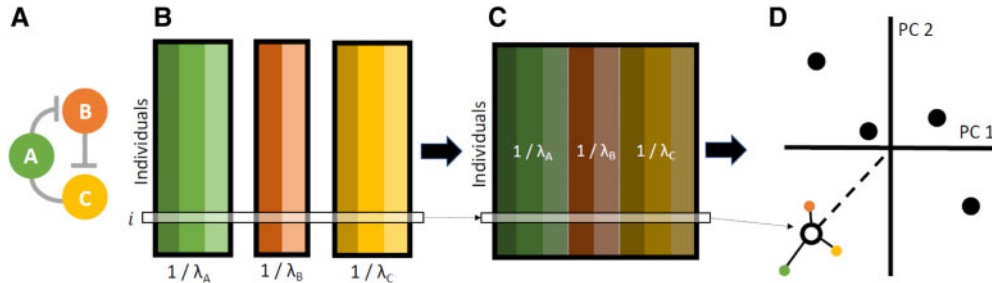 A
B
C
D
A
B
C
Individuals
i
1 / λA
1 / λB
1 / λC
Individuals
1 / λA
1 / λB
1 / λC
PC 2
PC 1